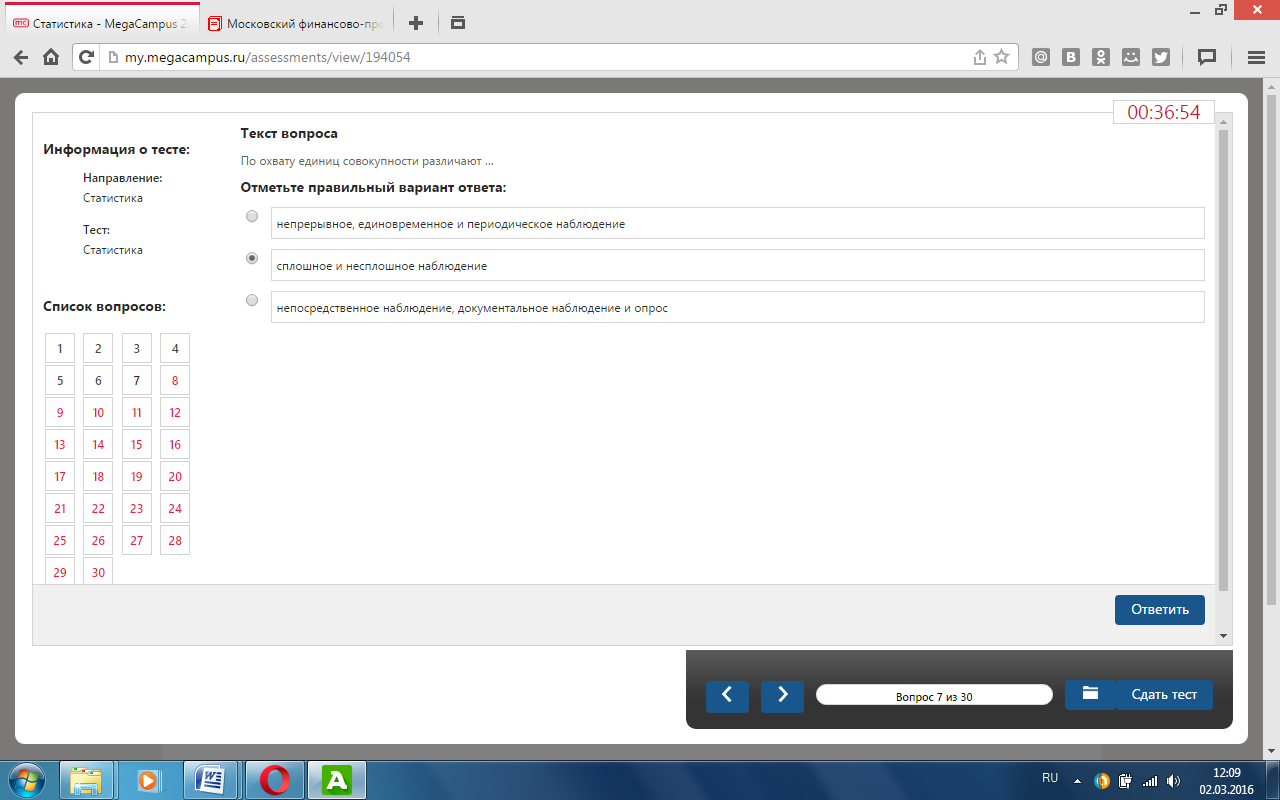 Статистика - MegaCampus 2.
Московский финансово-про
my.megacampus.ru/assessments/view/194054
00:36:54
Информация о тесте:
Направление:
Статистика
Тест:
Статистика
Список вопросов:
1 2 3 4
5 6 7 8
9 10 11 12
13 14 15 16
17 18 19 20
21 22 23 24
25 26 27 28
29 30
Текст вопроса
По охвату единиц совокупности различают ...
Отметьте правильный вариант ответа:
непрерывное, единовременное и периодическое наблюдение
сплошное и несплошное наблюдение
непосредственное наблюдение, документальное наблюдение и опрос
Ответить
Вопрос 7 из 30
Сдать тест
RU
12:09
02.03.2016